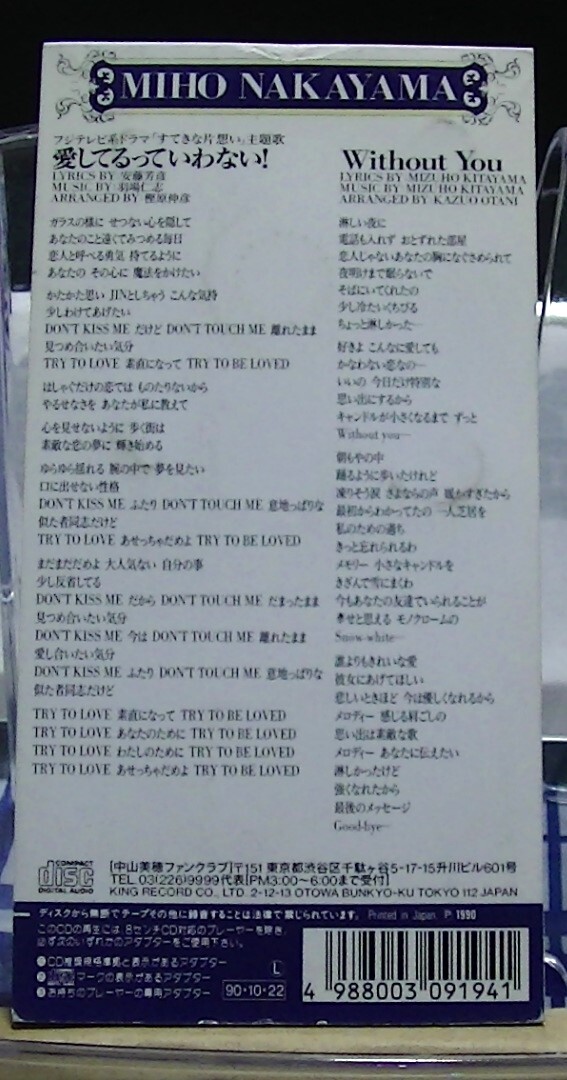 MIHO NAKAYAMA
フジテレビ系ドラマ「すてきな片想い」主題歌
愛してるっていわない!
LYRICS BY 安藤芳彦
MUSIC BY 羽場仁志
ARRANGED BY 樫原伸彦
ガラスの様に せつない心を隠して
あなたのこと遠くでみつめる毎日
恋人と呼べる勇気 持てるように
あなたの その心に 魔法をかけたい
かたかた思い JINとしちゃう こんな気持
少しわけてあげたい
DON'T KISS ME だけど DON'T TOUCH ME 離れたまま
見つめ合いたい気分
TRY TO LOVE 素直になって TRY TO BE LOVED
はしゃぐだけの恋では ものたりないから
やるせなさを あなたが私に教えて
心を見せないように 歩く街は
素敵な恋の夢に 輝き始める
ゆらゆら揺れる 腕の中で 夢を見たい
口に出せない性格
DON'T KISS ME ふたり DON'T TOUCH ME 意地っぱりな
似た者同志だけど
TRY TO LOVE あせっちゃだめよ TRY TO BE LOVED
まだまだだめよ 大人気ない 自分の事
少し反省してる
DON'T KISS ME だから DON'T TOUCH ME だまったまま
見つめ合いたい気分
DON'T KISS ME 今は DON'T TOUCH ME 離れたまま
愛し合いたい気分
DON'T KISS ME ふたり DON'T TOUCH ME 意地っぱりな
似た者同志だけど
TRY TO LOVE 素直になって TRY TO BE LOVED
TRY TO LOVE あなたのために TRY TO BE LOVED
TRY TO LOVE わたしのために TRY TO BE LOVED
TRY TO LOVE あせっちゃだめよ TRY TO BE LOVED
Without You
LYRICS BY MIZUHO KITAYAMA
MUSIC BY MIZUHO KITAYAMA
ARRANGED BY KAZUO OTANI
淋しい夜に
電話も入れず おとずれた部屋
恋人じゃないあなたの胸になぐさめられて
夜明けまで眠らないで
そばにいてくれたの
少し冷たいくちびる
ちょっと淋しかった…
好きよ こんなに愛しても
かなわない恋なの…
いいの 今日だけ特別な
思い出にするから
キャンドルが小さくなるまで ずっと
Without you…
朝もやの中
踊るように歩いたけれど
凍りそう涙 さよならの声 暖かすぎたから
最初からわかってたの 一人芝居を
私のための過ち
きっと忘れられるわ
メモリー 小さなキャンドルを
きざんで雪にまくわ
今もあなたの友達でいられることが
幸せと思える モノクロームの
Snow-white…
誰よりもきれいな愛
彼女にあげてほしい
悲しいときほど 今は優しくなれるから
メロディー 感じる肩ごしの
思い出は素敵な歌
メロディー あなたに伝えたい
淋しかったけど
強くなれたから
最後のメッセージ
Good-bye…
COMPACT
disc
DIGITAL AUDIO
[中山美穂ファンクラブ]〒151 東京都渋谷区千駄ヶ谷5-17-15升川ビル601号
TEL.03(226)9999代表[PM3:00〜6:00まで受付]
KING RECORD CO., LTD. 2-12-13 OTOWA BUNKYO-KU TOKYO 112 JAPAN
ディスクから無断でテープその他に録音することは法律で禁じられています。 Printed in Japan. P: 1990
このCDの再生には、8センチCD対応のプレーヤーを除き、
必ず次のいずれかのアダプターをご使用下さい。
❶CD推奨規格準拠と表示があるアダプター
❷マークの表示があるアダプター
❸お持ちのプレーヤーの専用アダプター
L
90・10・22
4 988003 091941